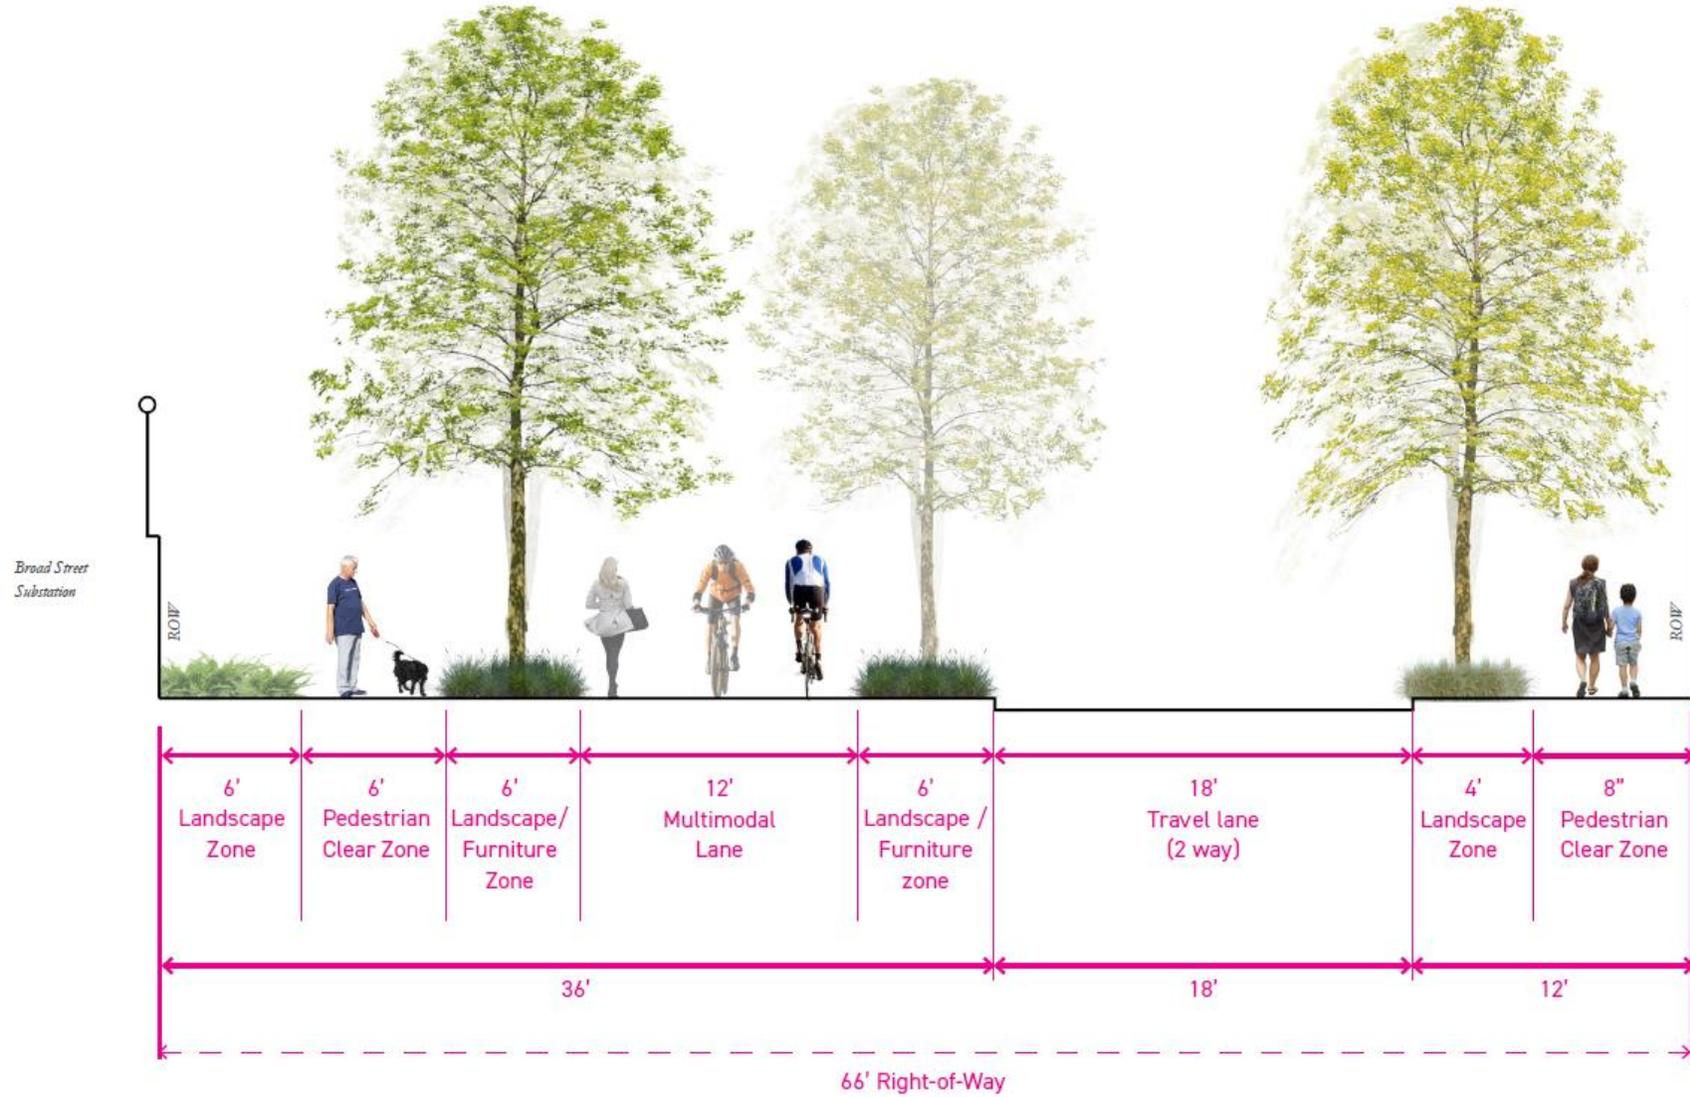 Broad Street
Substation
ROW
ROW
6'
Landscape
Zone
6'
Pedestrian
Clear Zone
6'
Landscape/
Furniture
Zone
12'
Multimodal
Lane
6'
Landscape /
Furniture
zone
18'
Travel lane
(2 way)
4'
Landscape
Zone
8"
Pedestrian
Clear Zone
36'
18'
12'
66' Right-of-Way